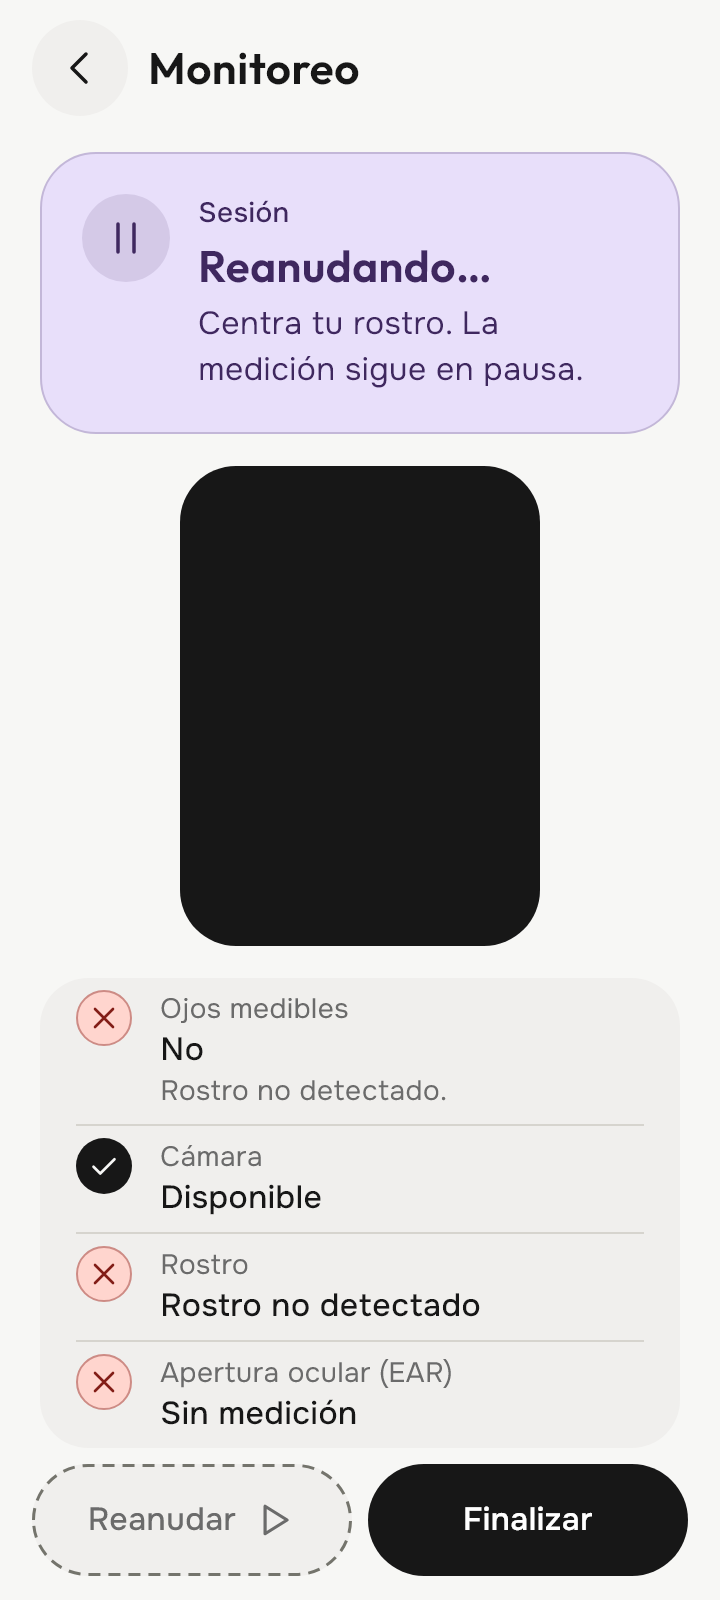 Monitoreo
Sesión
Reanudando...
Centra tu rostro. La
medición sigue en pausa.
Ojos medibles
No
Rostro no detectado.
Cámara
Disponible
Rostro
Rostro no detectado
Apertura ocular (EAR)
Sin medición
Reanudar
Finalizar